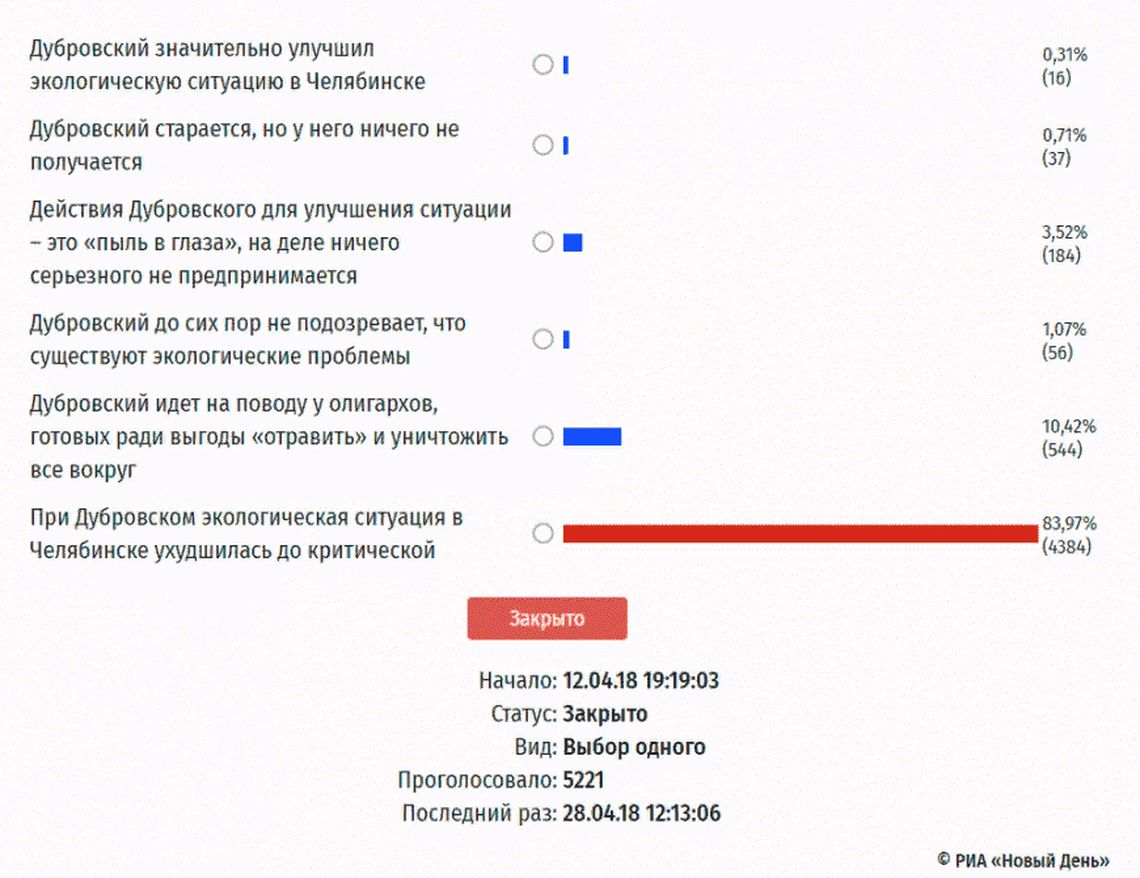 Дубровский значительно улучшил
экологическую ситуацию в Челябинске
0,31%
(16)
Дубровский старается, но у него ничего не
получается
0,71%
(37)
Действия Дубровского для улучшения ситуации
– это «пыль в глаза», на деле ничего
серьезного не предпринимается
3,52%
(184)
Дубровский до сих пор не подозревает, что
существуют экологические проблемы
1,07%
(56)
Дубровский идет на поводу у олигархов,
готовых ради выгоды «отравить» и уничтожить
все вокруг
10,42%
(544)
При Дубровском экологическая ситуация в
Челябинске ухудшилась до критической
83,97%
(4384)
Закрыто
Начало: 12.04.18 19:19:03
Статус: Закрыто
Вид: Выбор одного
Проголосовало: 5221
Последний раз: 28.04.18 12:13:06
© РИА «Новый День»